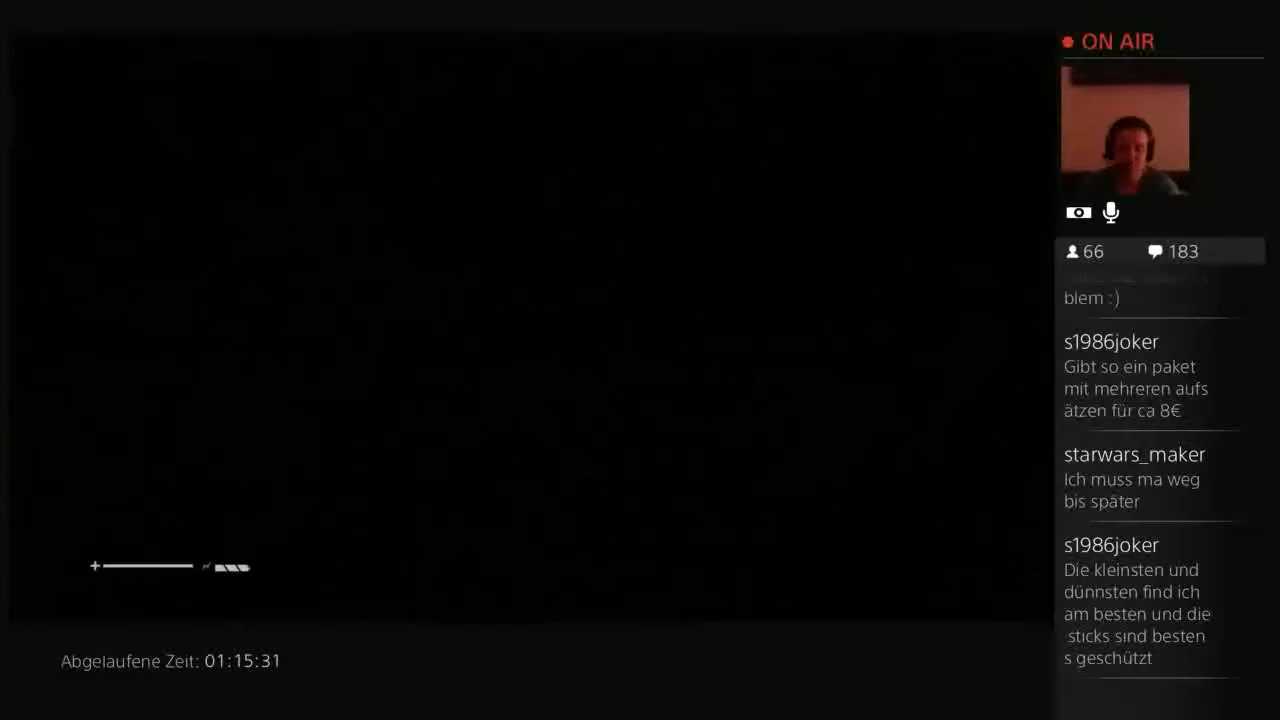 ON AIR
66 183
blem :)
s1986joker
Gibt so ein paket
mit mehreren aufs
ätzen für ca 8€
starwars_maker
Ich muss ma weg
bis später
s1986joker
Die kleinsten und
dünnsten find ich
am besten und die
sticks sind besten
s geschützt
Abgelaufene Zeit: 01:15:31